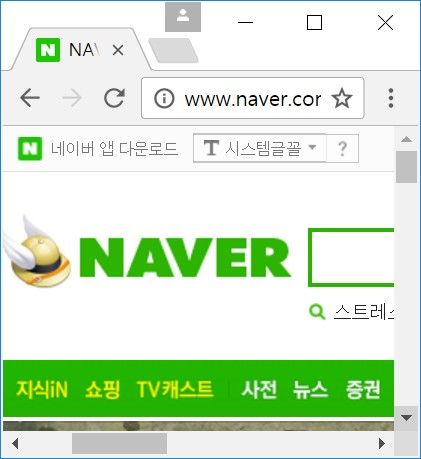 NAV
www.naver.cor
네이버 앱 다운로드 T 시스템글꼴 ?
NAVER
스트레스
지식iN 쇼핑 TV캐스트 사전 뉴스 증권